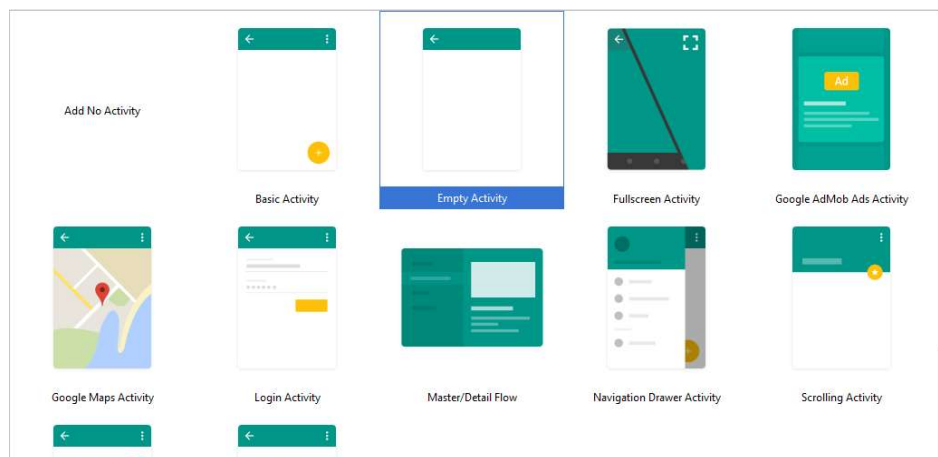 Ad
Add No Activity
Basic Activity
Empty Activity
Fullscreen Activity
Google AdMob Ads Activity
Google Maps Activity
Login Activity
Master/Detail Flow
Navigation Drawer Activity
Scrolling Activity